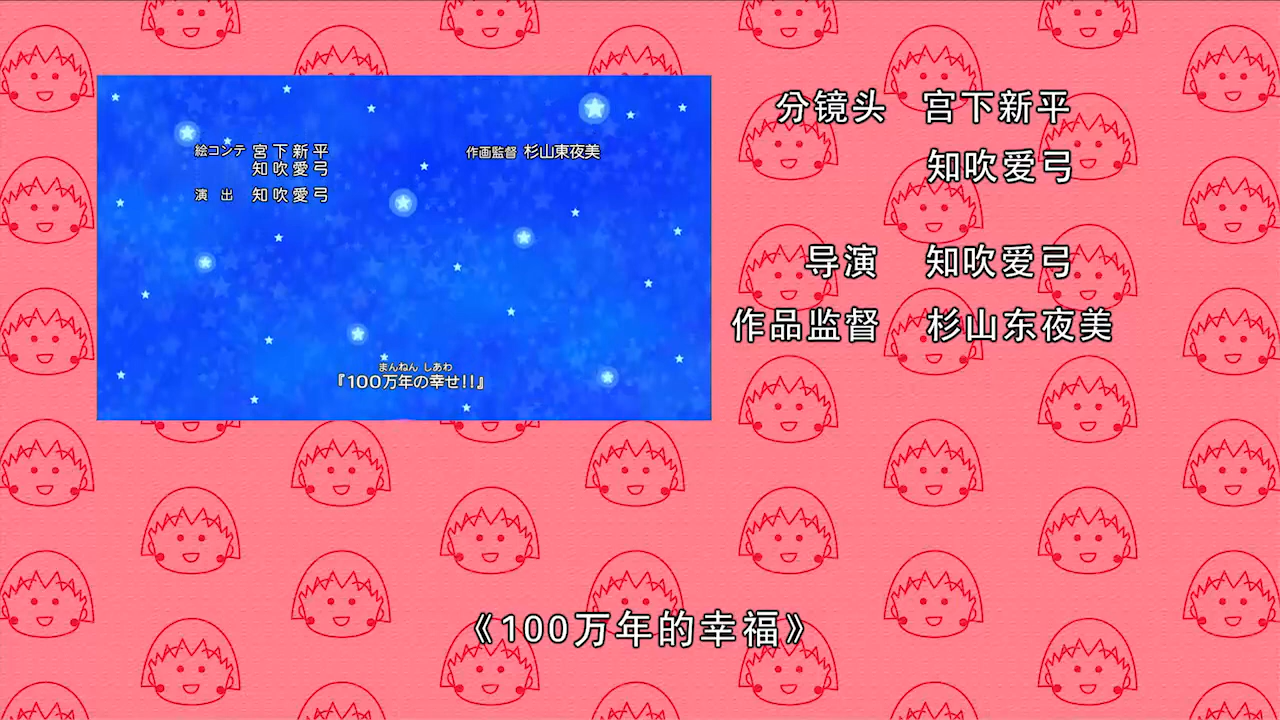 絵コンテ 宮下新平
知吹愛弓
演出 知吹愛弓
作画監督 杉山東夜美
まんねん しあわ
『100万年の幸せ!!』
分镜头 宫下新平
知吹爱弓
导演 知吹爱弓
作品监督 杉山东夜美
《100万年的幸福》